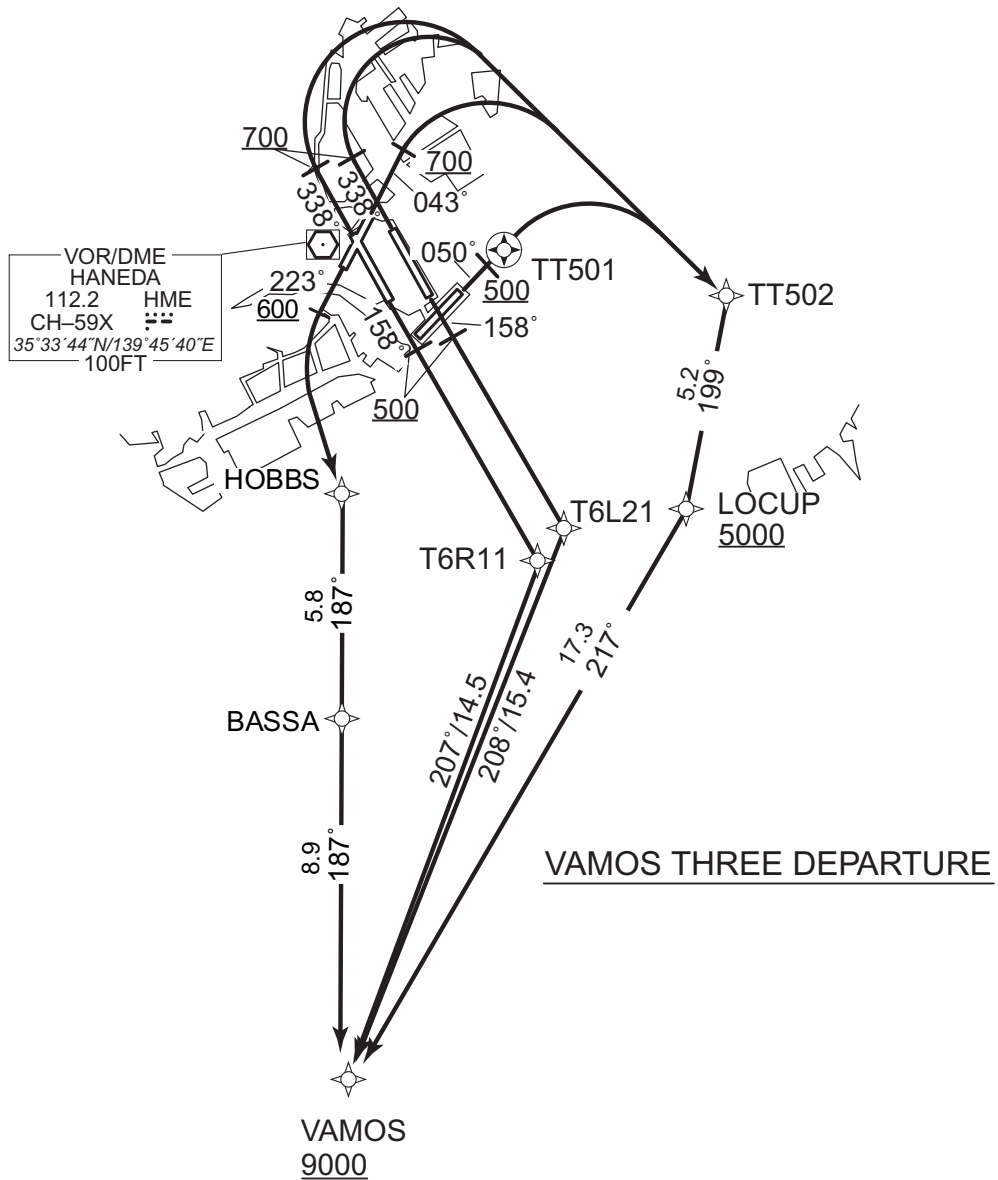 700
700
338°
338°
043°
VOR/DME
HANEDA
112.2 HME
CH–59X
35°33´44˝N/139°45´40˝E
100FT
223°
600
050°
TT501
500
158°
158°
500
TT502
5.2
199°
HOBBS
T6L21
LOCUP
5000
T6R11
5.8
187°
17.3
217°
BASSA
207°/14.5
208°/15.4
8.9
187°
VAMOS THREE DEPARTURE
VAMOS
9000